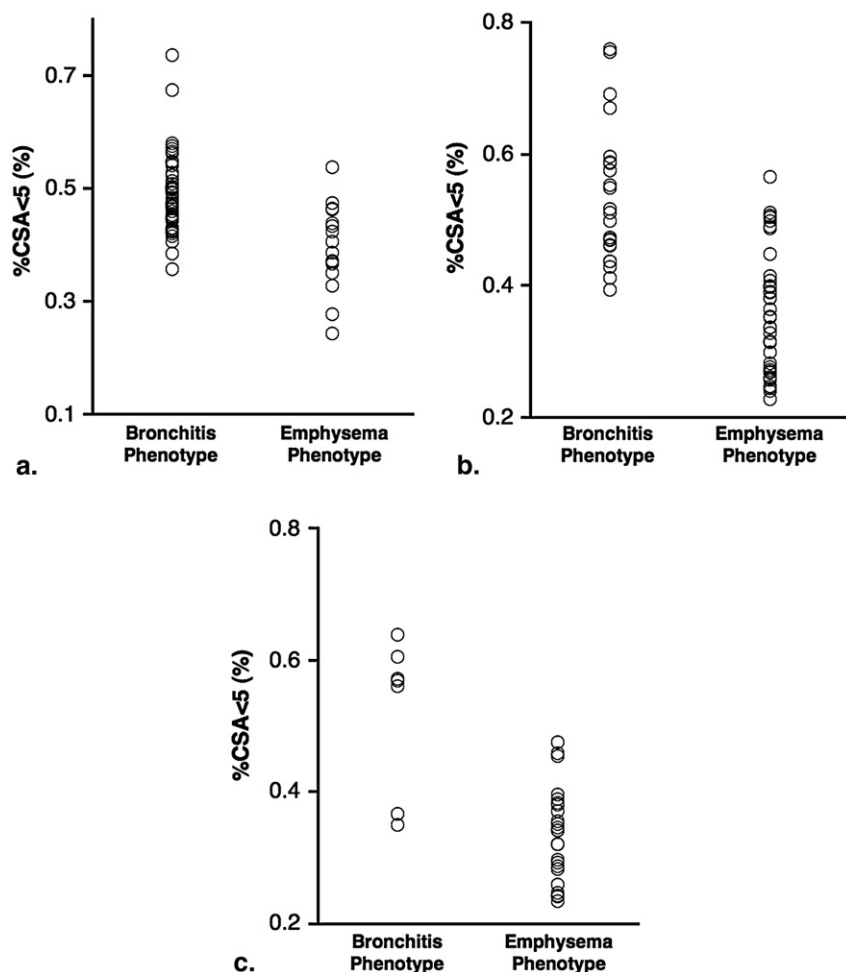 %CSA<5 (%)
0.7
0.5
0.3
0.1
Bronchitis
Phenotype
Emphysema
Phenotype
a.
%CSA<5 (%)
0.8
0.6
0.4
0.2
Bronchitis
Phenotype
Emphysema
Phenotype
b.
%CSA<5 (%)
0.8
0.6
0.4
0.2
Bronchitis
Phenotype
Emphysema
Phenotype
c.